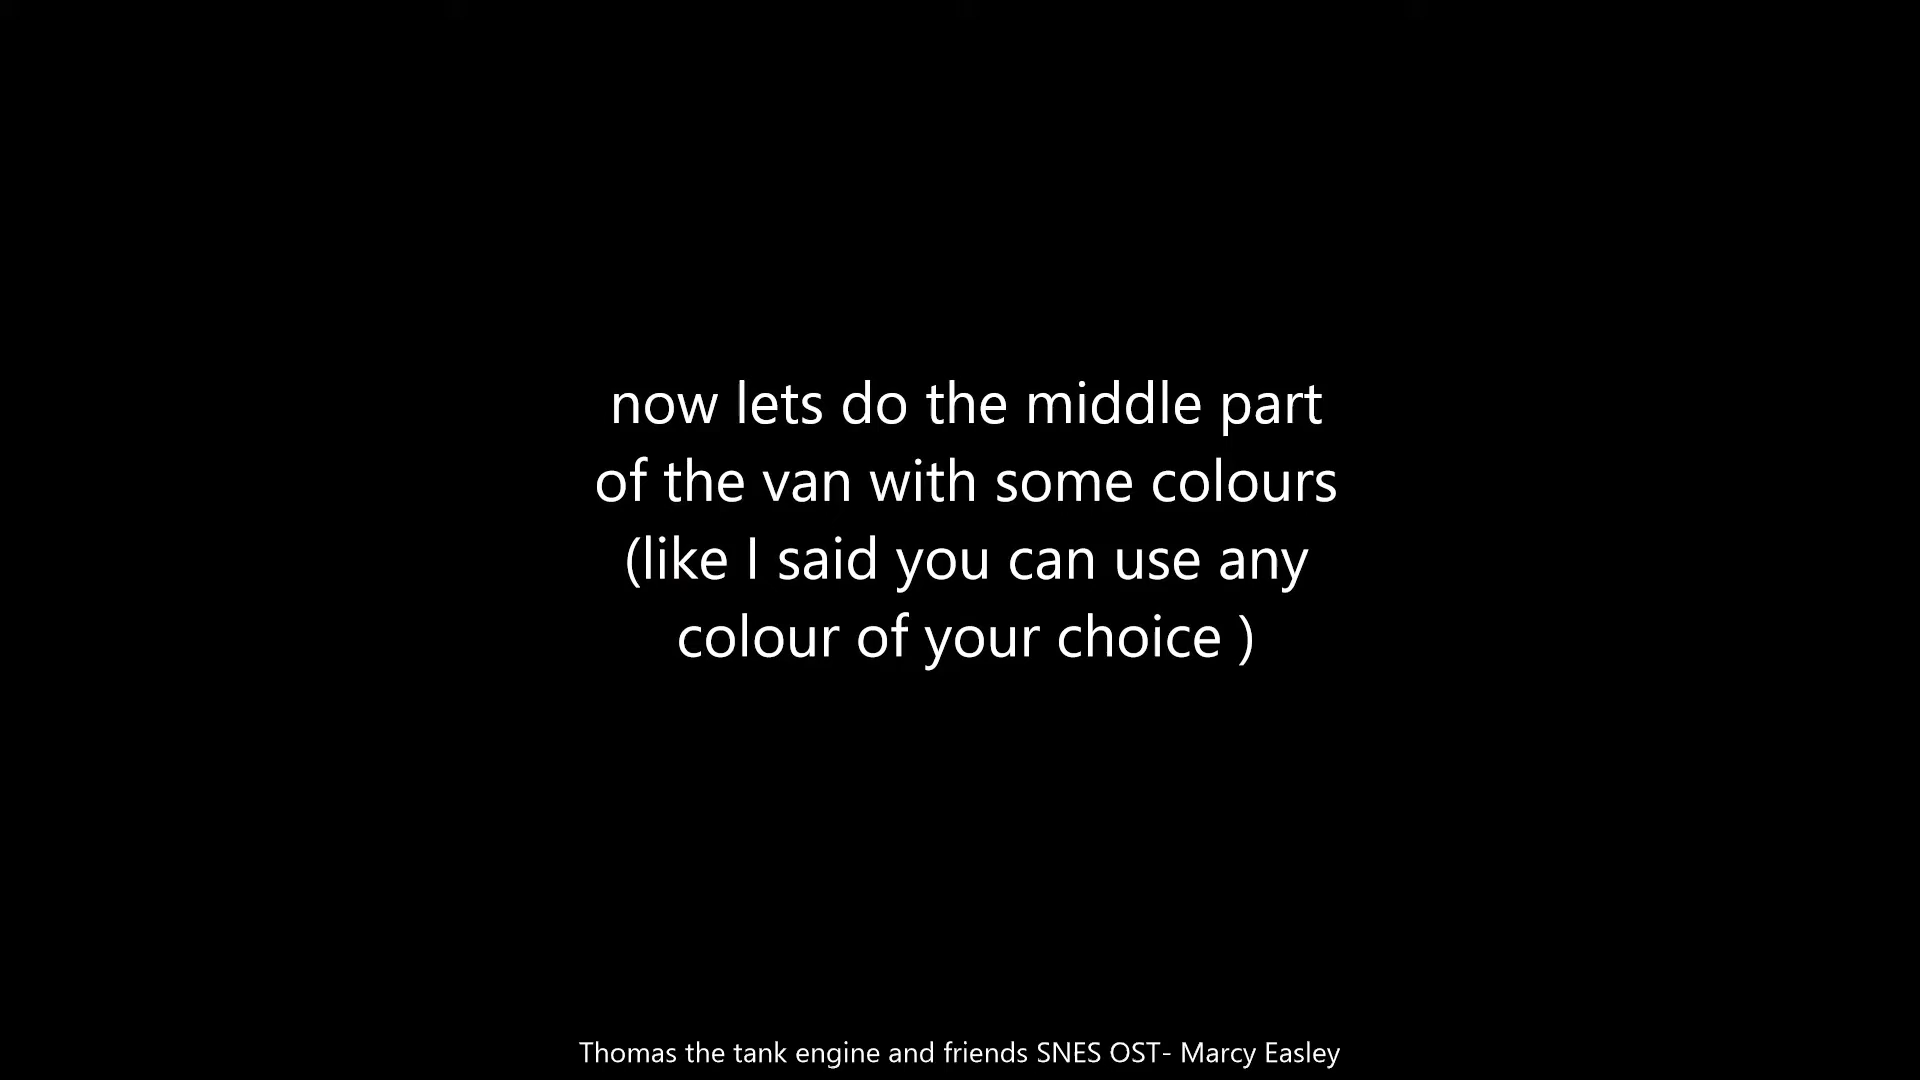 now lets do the middle part
of the van with some colours
(like I said you can use any
colour of your choice )
Thomas the tank engine and friends SNES OST- Marcy Easley